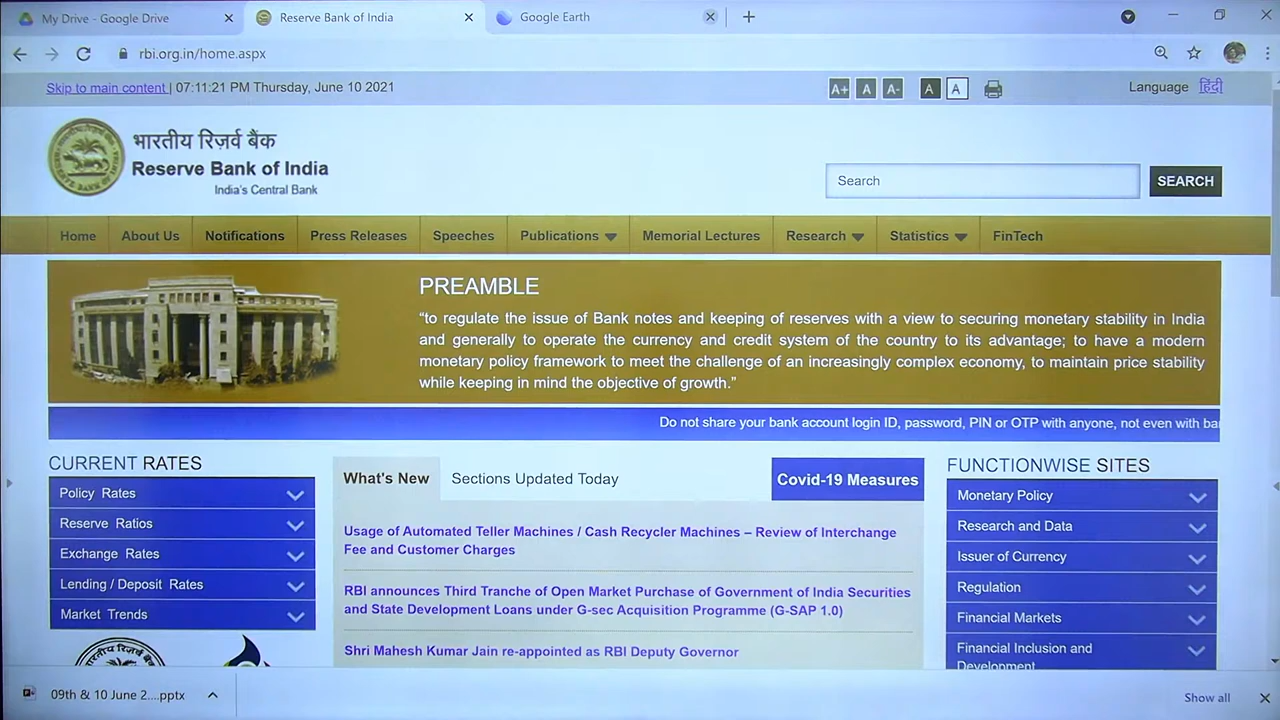 My Drive - Google Drive
Reserve Bank of India
Google Earth
rbi.org.in/home.aspx
Skip to main content | 07:11:21 PM Thursday, June 10 2021
A+ A A- A A
Language हिंदी
भारतीय रिज़र्व बैंक
Reserve Bank of India
India's Central Bank
Search
SEARCH
Home About Us Notifications Press Releases Speeches Publications Memorial Lectures Research Statistics FinTech
PREAMBLE
“to regulate the issue of Bank notes and keeping of reserves with a view to securing monetary stability in India
and generally to operate the currency and credit system of the country to its advantage; to have a modern
monetary policy framework to meet the challenge of an increasingly complex economy, to maintain price stability
while keeping in mind the objective of growth.”
Do not share your bank account login ID, password, PIN or OTP with anyone, not even with ba
CURRENT RATES
Policy Rates
Reserve Ratios
Exchange Rates
Lending / Deposit Rates
Market Trends
What's New
Sections Updated Today
Covid-19 Measures
Usage of Automated Teller Machines / Cash Recycler Machines – Review of Interchange
Fee and Customer Charges
RBI announces Third Tranche of Open Market Purchase of Government of India Securities
and State Development Loans under G-sec Acquisition Programme (G-SAP 1.0)
Shri Mahesh Kumar Jain re-appointed as RBI Deputy Governor
FUNCTIONWISE SITES
Monetary Policy
Research and Data
Issuer of Currency
Regulation
Financial Markets
Financial Inclusion and
Development
09th & 10 June 2....pptx
Show all